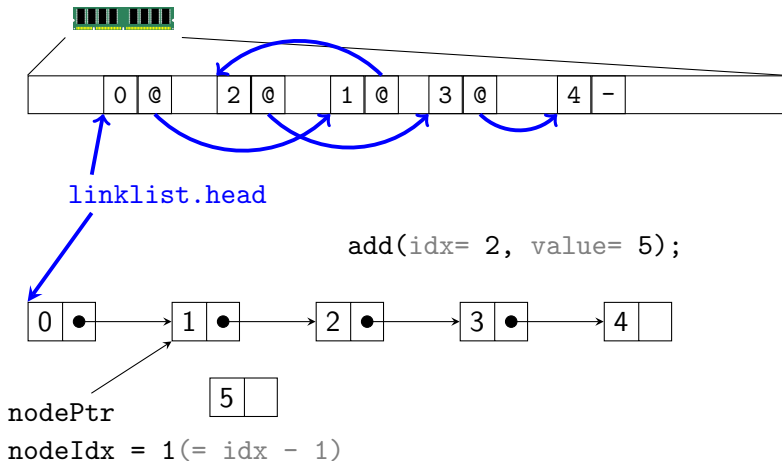 0 @ 2 @ 1 @ 3 @ 4 -
linklist.head
add(idx= 2, value= 5);
0 1 2 3 4
5
nodePtr
nodeIdx = 1(= idx - 1)